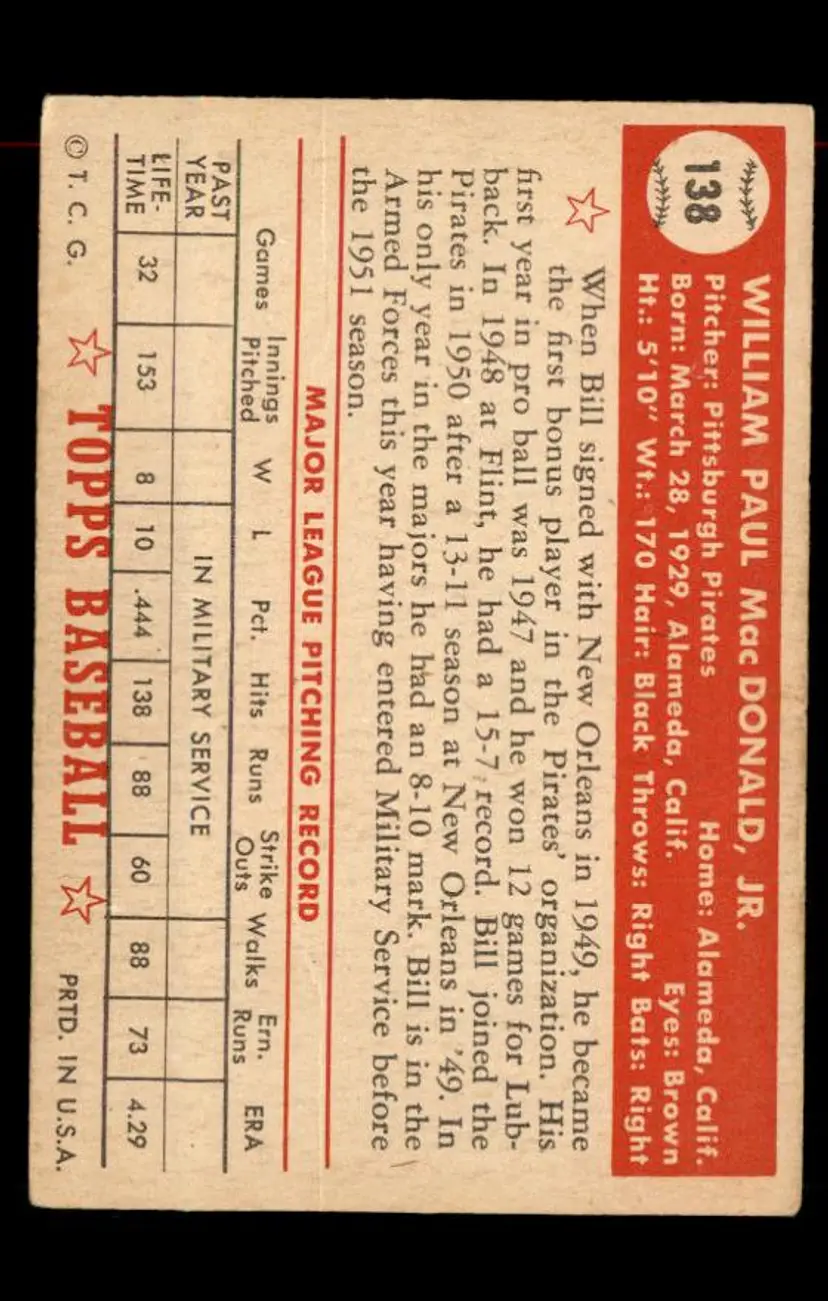 138
WILLIAM PAUL MacDONALD, JR.
Pitcher: Pittsburgh Pirates Home: Alameda, Calif.
Born: March 28, 1929, Alameda, Calif. Eyes: Brown
Ht.: 5'10" Wt.: 170 Hair: Black Throws: Right Bats: Right
When Bill signed with New Orleans in 1949, he became
the first bonus player in the Pirates' organization. His
first year in pro ball was 1947 and he won 12 games for Lub-
back. In 1948 at Flint, he had a 15-7 record. Bill joined the
Pirates in 1950 after a 13-11 season at New Orleans in '49. In
his only year in the majors he had an 8-10 mark. Bill is in the
Armed Forces this year having entered Military Service before
the 1951 season.
MAJOR LEAGUE PITCHING RECORD
Games Innings Pitched W L Pct. Hits Runs Strike Outs Walks Ern. Runs ERA
PAST YEAR IN MILITARY SERVICE
LIFE-TIME 32 153 8 10 .444 138 88 60 88 73 4.29
© T. C. G. TOPPS BASEBALL PRTD. IN U.S.A.